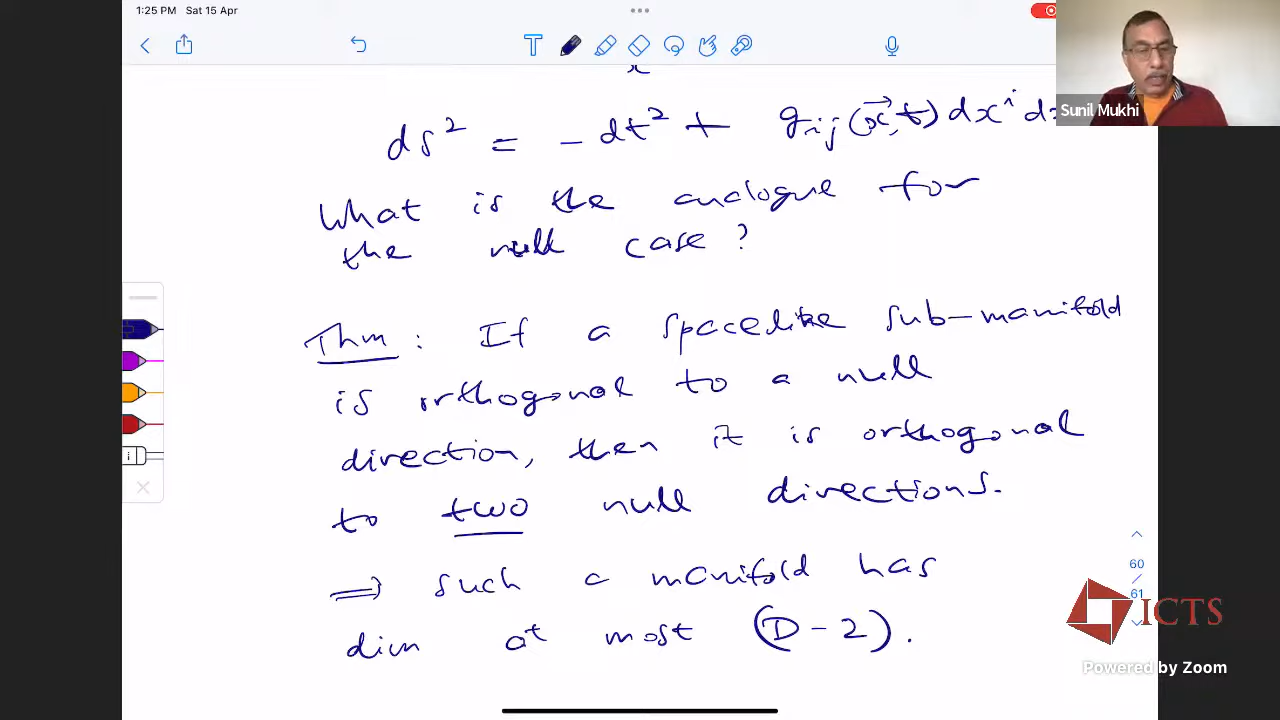 1:25 PM Sat 15 Apr
Sunil Mukhi
ds² = - dt² + gij(x⃗,t) dxⁱ dx
What is the analogue for
the null case?
Thm: If a spacelike sub-manifold
is orthogonal to a null
direction, then it is orthogonal
to two null directions.
⟹ such a manifold has
dim at most (D-2).
60
/
61
ICTS
Powered by Zoom